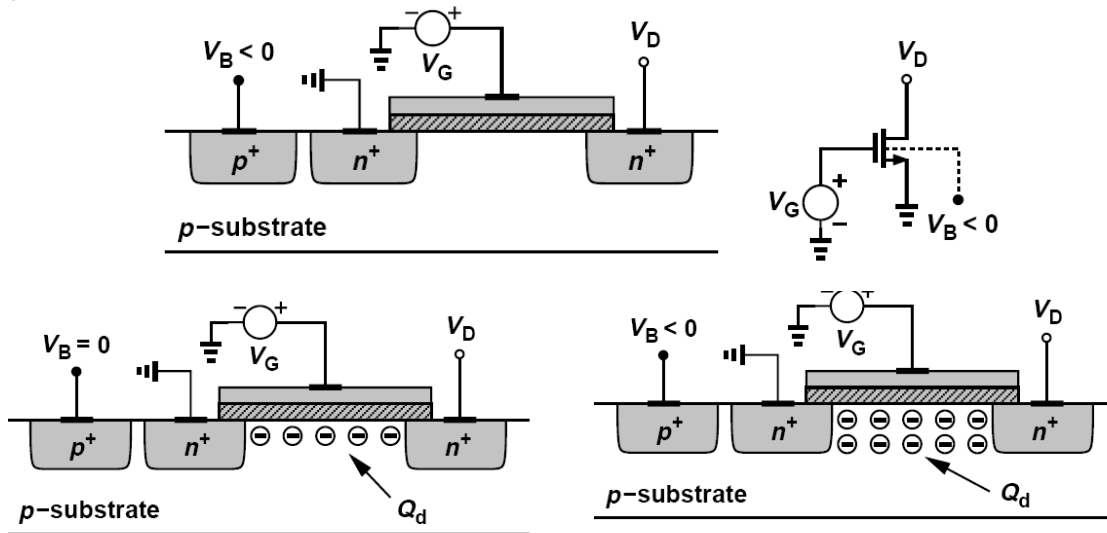 − +
V_B < 0
V_G
V_D
p+
n+
n+
p−substrate
V_D
V_G
+
−
V_B < 0
− +
V_B = 0
V_G
V_D
p+
n+
n+
p−substrate
Q_d
− +
V_B < 0
V_G
V_D
p+
n+
n+
p−substrate
Q_d